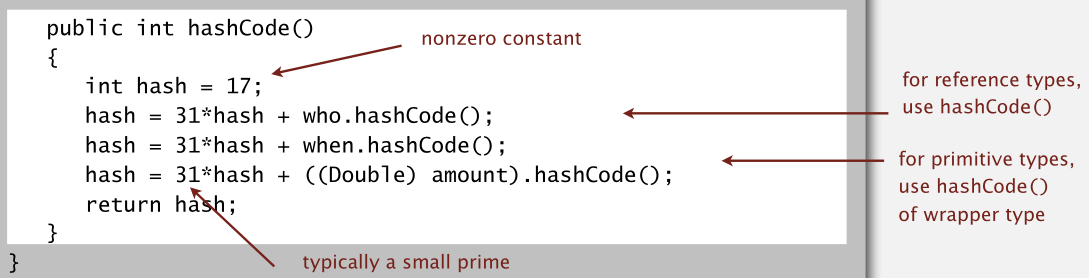 public int hashCode()
nonzero constant
{
int hash = 17;
hash = 31*hash + who.hashCode();
hash = 31*hash + when.hashCode();
hash = 31*hash + ((Double) amount).hashCode();
return hash;
}
}
typically a small prime
for reference types,
use hashCode()
for primitive types,
use hashCode()
of wrapper type